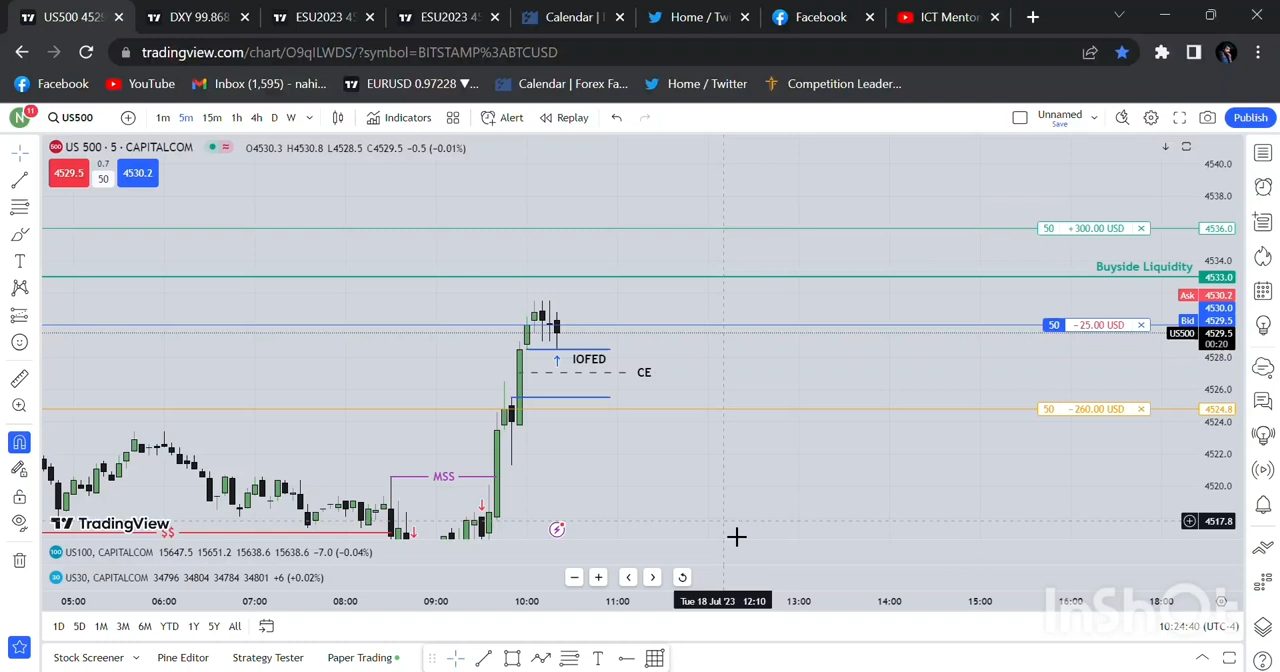 US500 452
DXY 99.868
ESU2023 45
ESU2023 45
Calendar |
Home / Twi
Facebook
ICT Mentor
tradingview.com/chart/O9qILWDS/?symbol=BITSTAMP%3ABTCUSD
Facebook
YouTube
Inbox (1,595) - nahi...
EURUSD 0.97228 ▼...
Calendar | Forex Fa...
Home / Twitter
Competition Leader...
N 11
US500
1m 5m 15m 1h 4h D W
Indicators
Alert
Replay
Unnamed
Save
Publish
500 US 500 · 5 · CAPITALCOM
O4530.3 H4530.8 L4528.5 C4529.5 -0.5 (-0.01%)
4529.5
0.7
50
4530.2
4540.0
4538.0
50 +300.00 USD
4536.0
4534.0
Buyside Liquidity
4533.0
Ask 4530.2
4530.0
Bid 4529.5
50 -25.00 USD
US500 4529.5
00:20
4528.0
IOFED
CE
4526.0
50 -260.00 USD
4524.8
4524.0
4522.0
MSS
4520.0
4517.8
TradingView
$$
100 US100, CAPITALCOM 15647.5 15651.2 15638.6 15638.6 -7.0 (-0.04%)
30 US30, CAPITALCOM 34796 34804 34784 34801 +6 (+0.02%)
05:00 06:00 07:00 08:00 09:00 10:00 11:00 Tue 18 Jul '23 12:10 13:00 14:00 15:00 16:00 18:00
InShOt
1D 5D 1M 3M 6M YTD 1Y 5Y All
10:24:40 (UTC-4)
Stock Screener
Pine Editor
Strategy Tester
Paper Trading